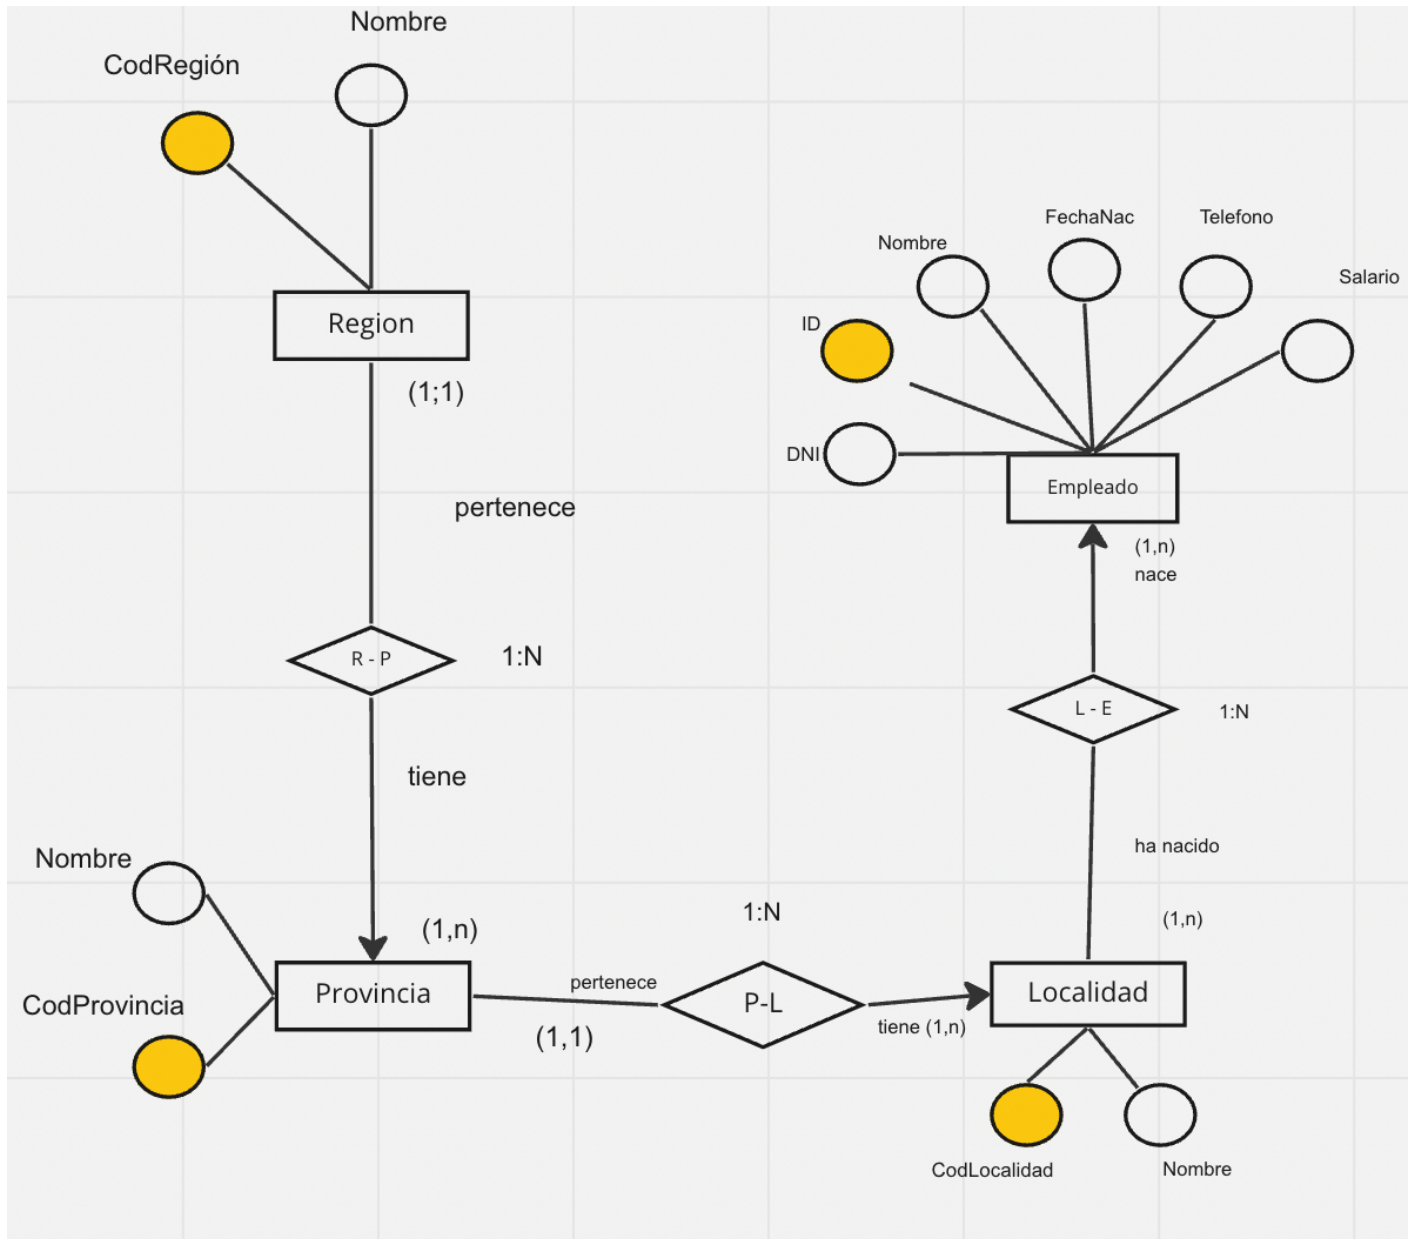 Nombre
CodRegión
Region
(1;1)
pertenece
R - P
1:N
tiene
Nombre
(1,n)
CodProvincia
Provincia
pertenece
(1,1)
1:N
P-L
tiene (1,n)
FechaNac
Telefono
Nombre
Salario
ID
DNI
Empleado
(1,n)
nace
L - E
1:N
ha nacido
(1,n)
Localidad
CodLocalidad
Nombre